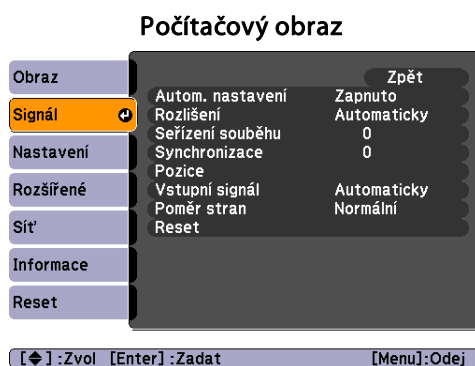 Počítačový obraz
Obraz
Signál
Nastavení
Rozšířené
Síť
Informace
Reset
Zpět
Autom. nastavení Zapnuto
Rozlišení Automaticky
Seřízení souběhu 0
Synchronizace 0
Pozice
Vstupní signál Automaticky
Poměr stran Normální
Reset
[◆]:Zvol [Enter]:Zadat [Menu]:Odej